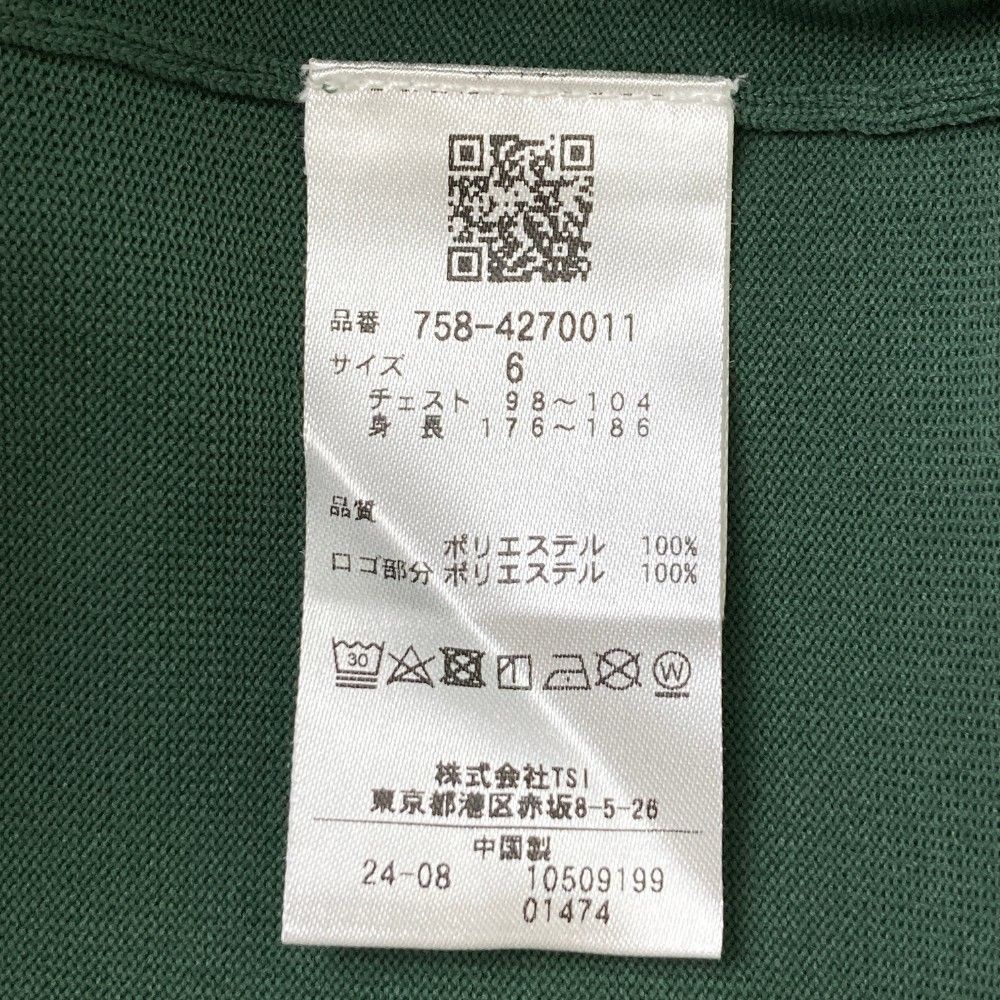 品番 758-4270011
サイズ 6
チェスト 98～104
身長 176～186
品質
ポリエステル 100%
ロゴ部分 ポリエステル 100%
30 W
株式会社TSI
東京都港区赤坂8-5-26
中国製
24-08 10509199
01474